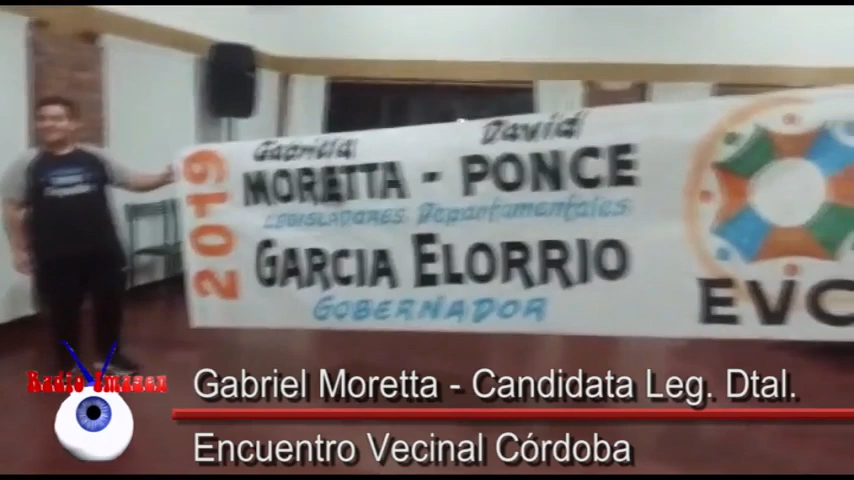 2019
Gabriela David
MORETTA - PONCE
LEGISLADORES Departamentales
GARCIA ELORRIO
GOBERNADOR
EVC
Radio Imagen
Gabriel Moretta - Candidata Leg. Dtal.
Encuentro Vecinal Córdoba